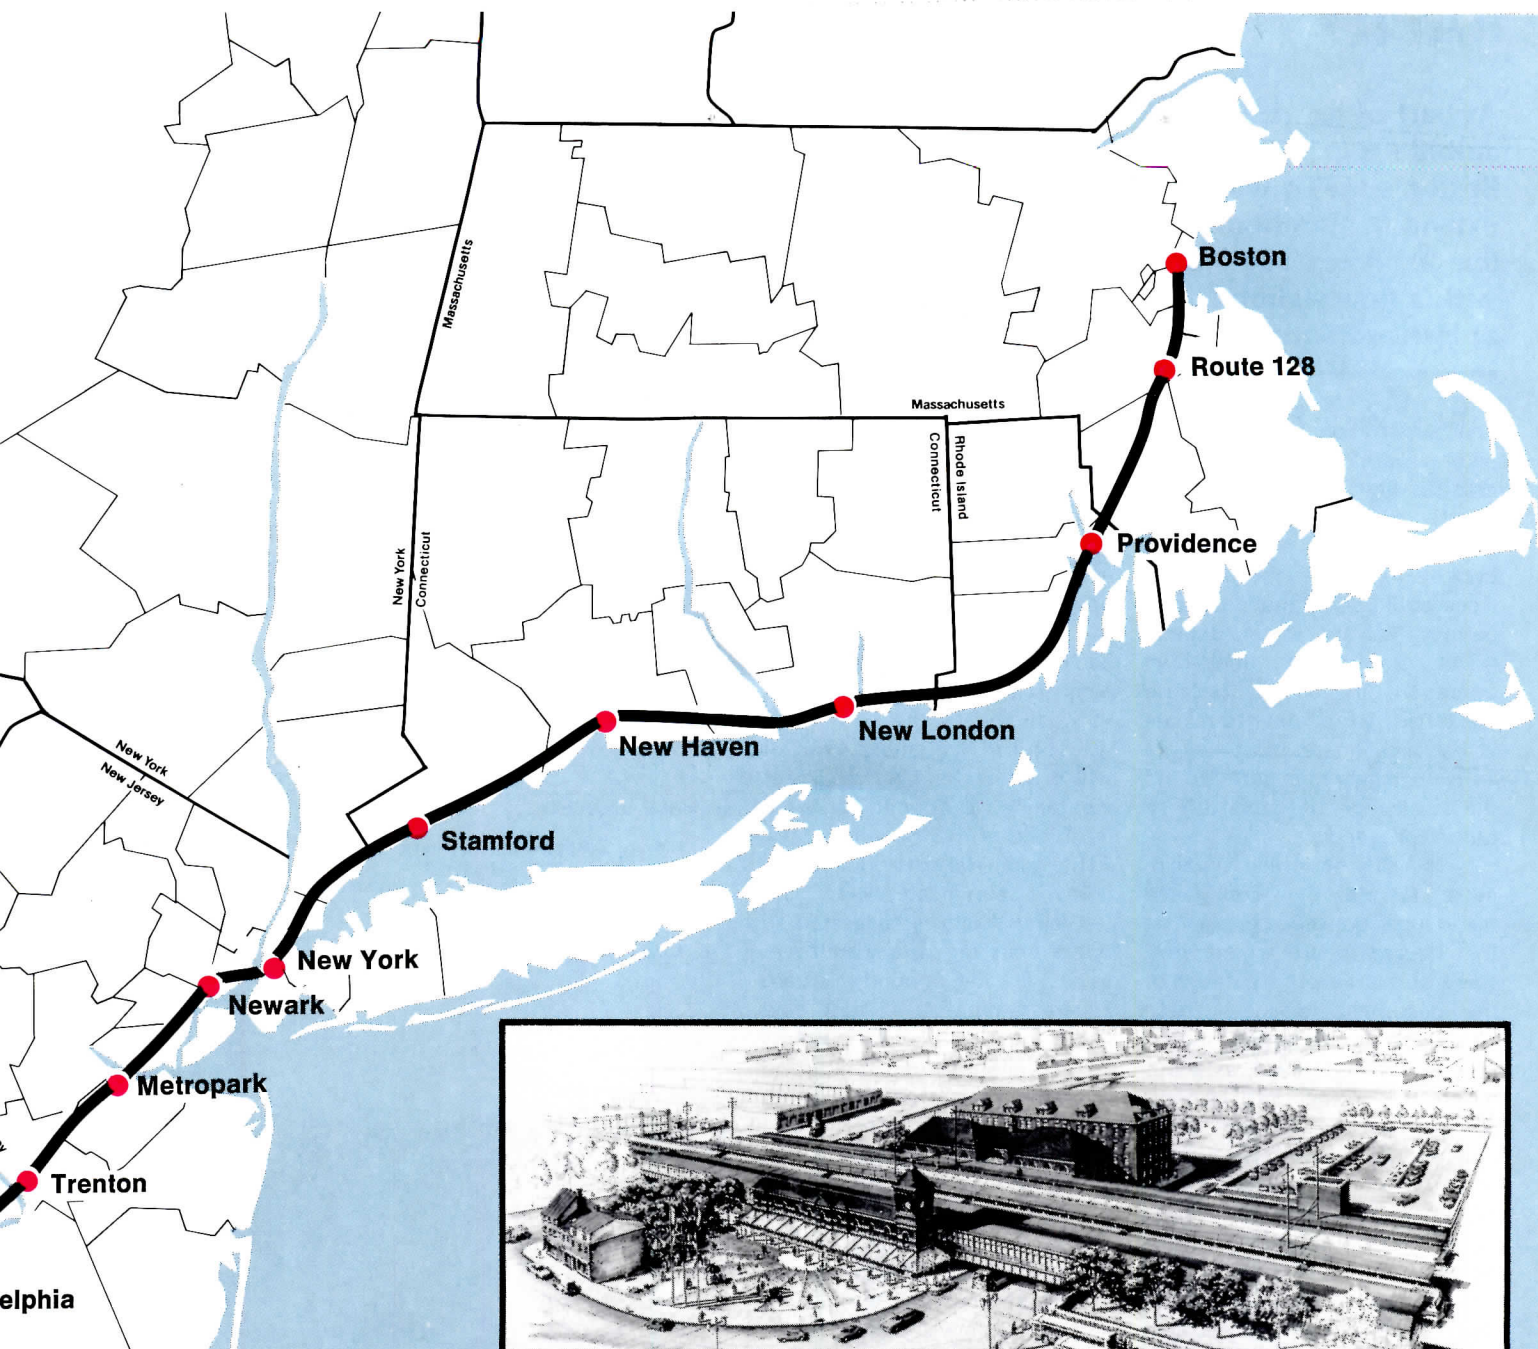 Boston
Massachusetts
Route 128
Massachusetts
Connecticut
Rhode Island
New York
Connecticut
Providence
New London
New Haven
New York
New Jersey
Stamford
New York
Newark
Metropark
Trenton
elphia